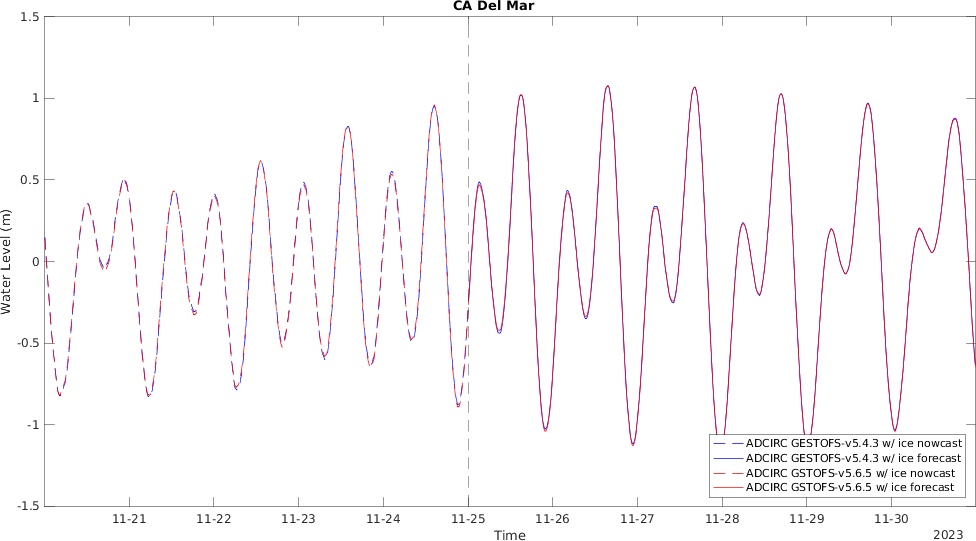 CA Del Mar
1.5
1
0.5
0
-0.5
-1
-1.5
Water Level (m)
11-21 11-22 11-23 11-24 11-25 11-26 11-27 11-28 11-29 11-30
Time
2023
ADCIRC GESTOFS-v5.4.3 w/ ice nowcast
ADCIRC GESTOFS-v5.4.3 w/ ice forecast
ADCIRC GSTOFS-v5.6.5 w/ ice nowcast
ADCIRC GSTOFS-v5.6.5 w/ ice forecast